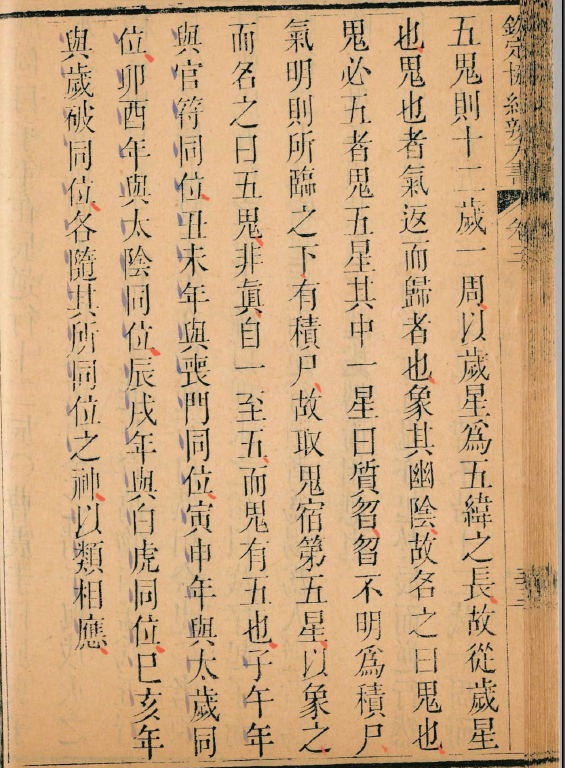 欽定協紀辨方書
卷三
五鬼則十二歲一周以歲星爲五緯之長故從歲星
也鬼也者氣返而歸者也象其幽陰故名之曰鬼也
鬼必五者鬼五星其中一星曰質曶曶不明爲積尸
氣明則所臨之下有積尸故取鬼宿第五星以象之
而名之曰五鬼非眞自一至五而鬼有五也子午年
與官符同位丑未年與喪門同位寅申年與太歲同
位卯酉年與太陰同位辰戌年與白虎同位巳亥年
與歲破同位各隨其所同位之神以類相應